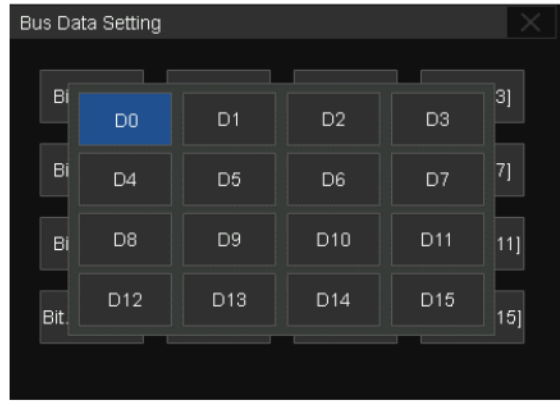 Bus Data Setting
Bi 3]
D0 D1 D2 D3
Bi 7]
D4 D5 D6 D7
Bi 11]
D8 D9 D10 D11
D12 D13 D14 D15
Bit. 15]